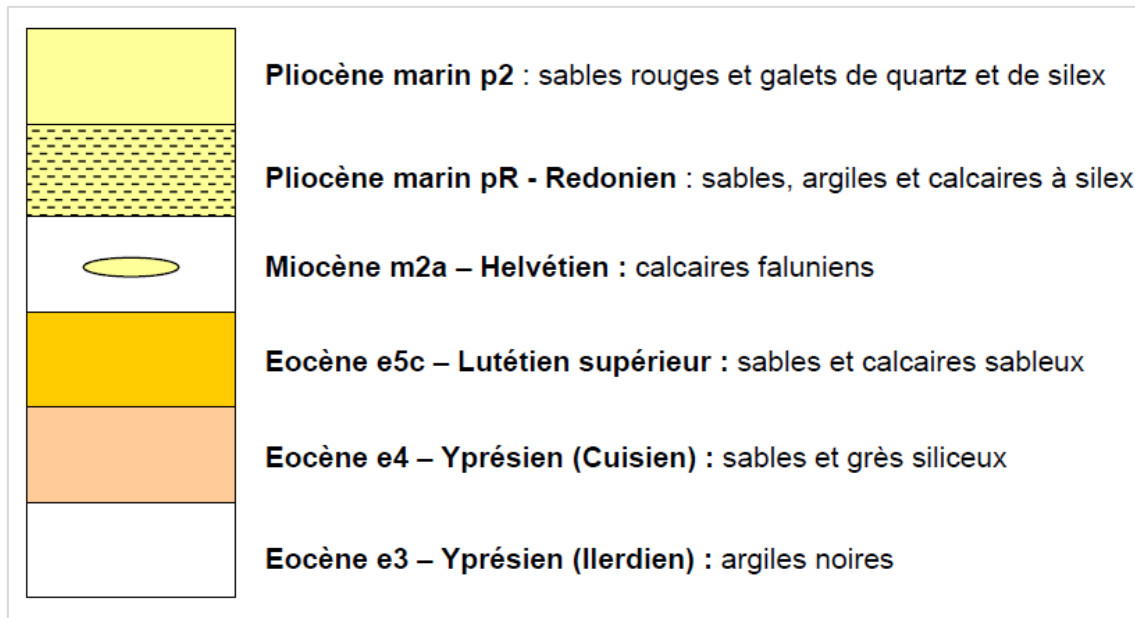 Pliocène marin p2 : sables rouges et galets de quartz et de silex
Pliocène marin pR - Redonien : sables, argiles et calcaires à silex
Miocène m2a – Helvétien : calcaires faluniens
Eocène e5c – Lutétien supérieur : sables et calcaires sableux
Eocène e4 – Yprésien (Cuisien) : sables et grès siliceux
Eocène e3 – Yprésien (Ilerdien) : argiles noires